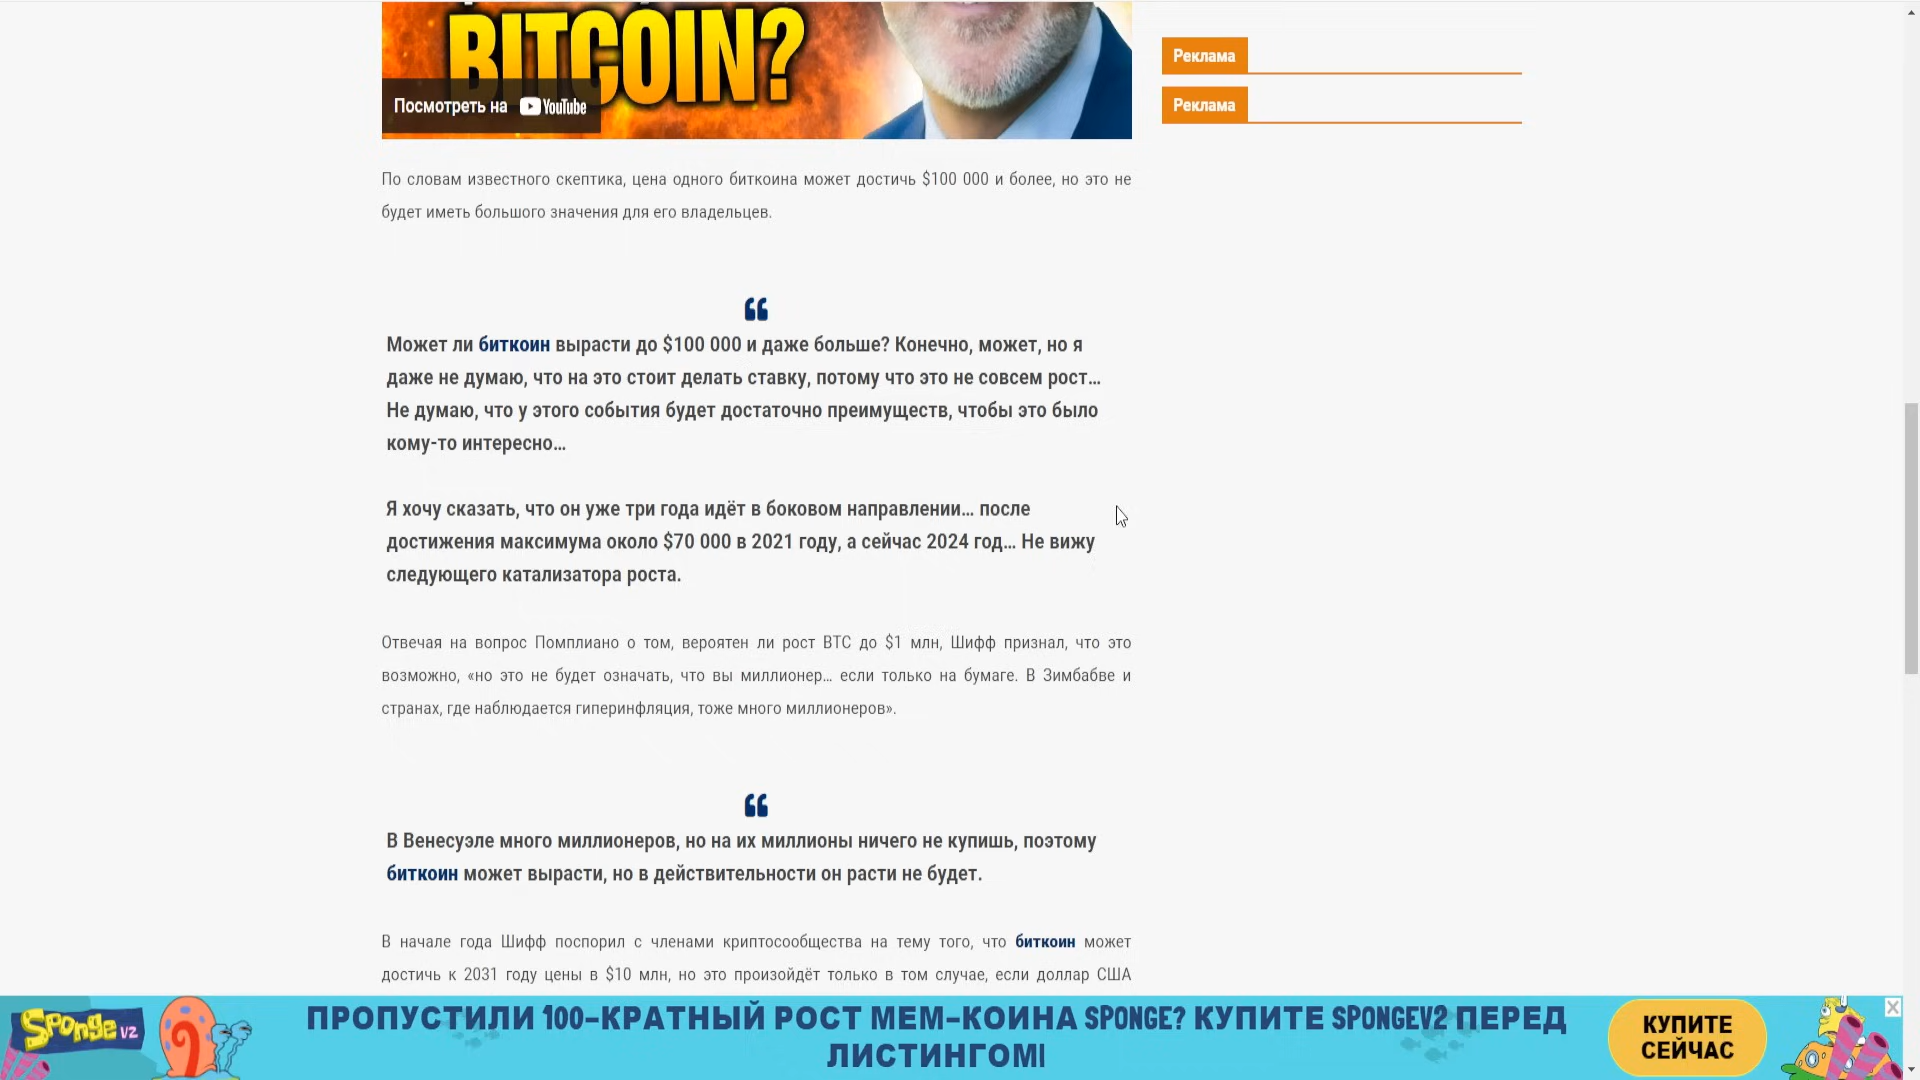 BITCOIN?
Посмотреть на YouTube
Реклама
Реклама
По словам известного скептика, цена одного биткоина может достичь $100 000 и более, но это не
будет иметь большого значения для его владельцев.
Может ли биткоин вырасти до $100 000 и даже больше? Конечно, может, но я
даже не думаю, что на это стоит делать ставку, потому что это не совсем рост…
Не думаю, что у этого события будет достаточно преимуществ, чтобы это было
кому-то интересно…
Я хочу сказать, что он уже три года идёт в боковом направлении… после
достижения максимума около $70 000 в 2021 году, а сейчас 2024 год… Не вижу
следующего катализатора роста.
Отвечая на вопрос Помплиано о том, вероятен ли рост BTC до $1 млн, Шифф признал, что это
возможно, «но это не будет означать, что вы миллионер… если только на бумаге. В Зимбабве и
странах, где наблюдается гиперинфляция, тоже много миллионеров».
В Венесуэле много миллионеров, но на их миллионы ничего не купишь, поэтому
биткоин может вырасти, но в действительности он расти не будет.
В начале года Шифф поспорил с членами криптосообщества на тему того, что биткоин может
достичь к 2031 году цены в $10 млн, но это произойдёт только в том случае, если доллар США
Sponge V2
ПРОПУСТИЛИ 100-КРАТНЫЙ РОСТ МЕМ-КОИНА SPONGE? КУПИТЕ SPONGEV2 ПЕРЕД
ЛИСТИНГОМ!
КУПИТЕ
СЕЙЧАС